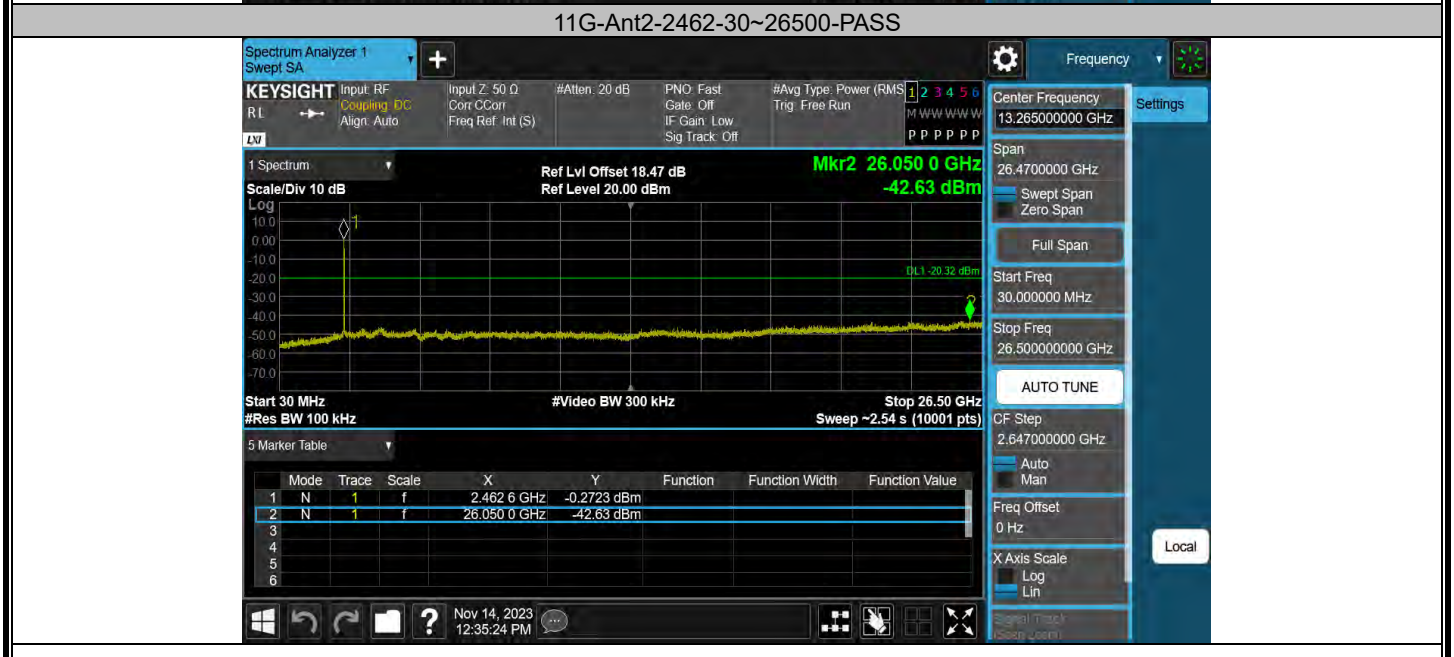 11G-Ant2-2462-30~26500-PASS
Spectrum Analyzer 1
Swept SA
+
Frequency
KEYSIGHT
RL
LXI
Input: RF
Coupling: DC
Align: Auto
Input Z: 50 Ω
Corr CCorr
Freq Ref: Int (S)
#Atten: 20 dB
PNO: Fast
Gate: Off
IF Gain: Low
Sig Track: Off
#Avg Type: Power (RMS
Trig: Free Run
1 2 3 4 5 6
M W W W W W
P P P P P P
Center Frequency
13.265000000 GHz
Settings
1 Spectrum
Scale/Div 10 dB
Ref Lvl Offset 18.47 dB
Ref Level 20.00 dBm
Mkr2 26.050 0 GHz
-42.63 dBm
Span
26.4700000 GHz
Swept Span
Zero Span
Full Span
Log
10.0
0.00
-10.0
-20.0
-30.0
-40.0
-50.0
-60.0
-70.0
1
DL1 -20.32 dBm
2
Start Freq
30.000000 MHz
Stop Freq
26.500000000 GHz
AUTO TUNE
Start 30 MHz
#Video BW 300 kHz
Stop 26.50 GHz
#Res BW 100 kHz
Sweep ~2.54 s (10001 pts)
CF Step
2.647000000 GHz
Auto
Man
5 Marker Table
Mode Trace Scale X Y Function Function Width Function Value
1 N 1 f 2.462 6 GHz -0.2723 dBm
2 N 1 f 26.050 0 GHz -42.63 dBm
3
4
5
6
Freq Offset
0 Hz
X Axis Scale
Log
Lin
Local
Signal Track
(Span Zoom)
?
Nov 14, 2023
12:35:24 PM